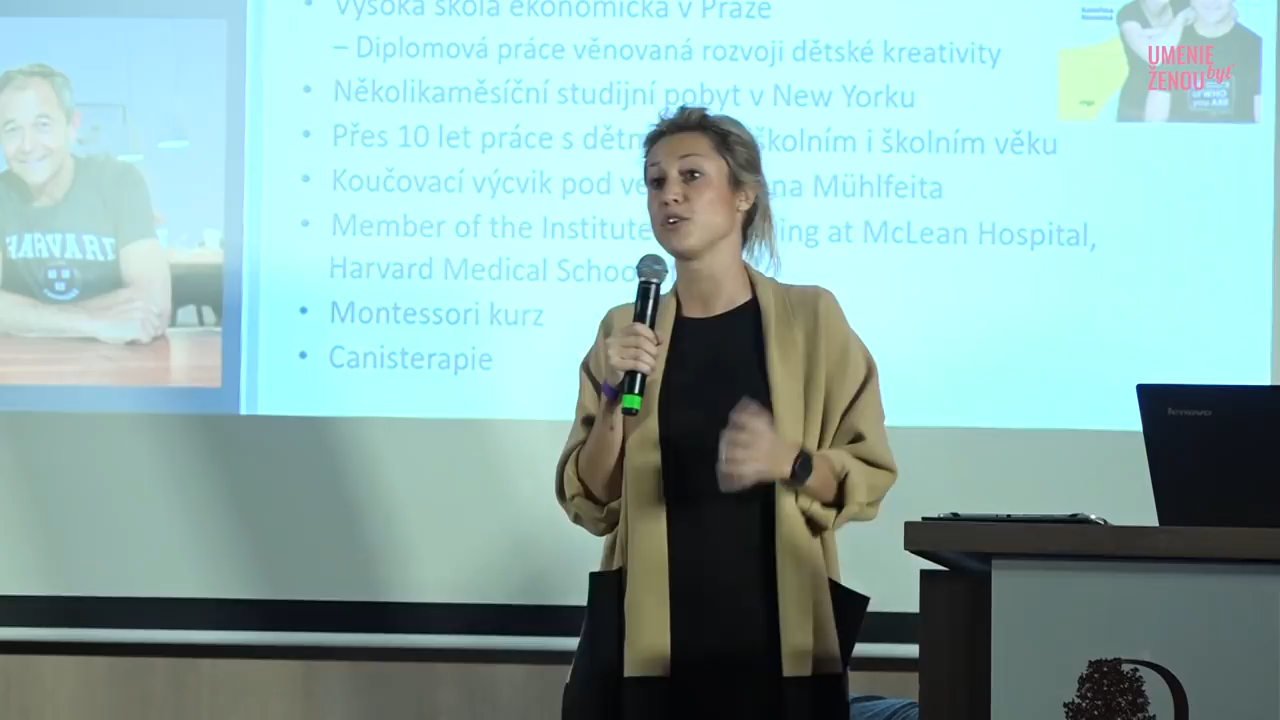 Vysoká škola ekonomická v Praze
– Diplomová práce věnovaná rozvoji dětské kreativity
UMENIE
ŽENOU byť
Několikaměsíční studijní pobyt v New Yorku
Přes 10 let práce s dětm školním i školním věku
Koučovací výcvik pod ve na Mühlfeita
Member of the Institute ing at McLean Hospital,
HARVARD
Harvard Medical Schoo
Montessori kurz
Canisterapie
lenovo